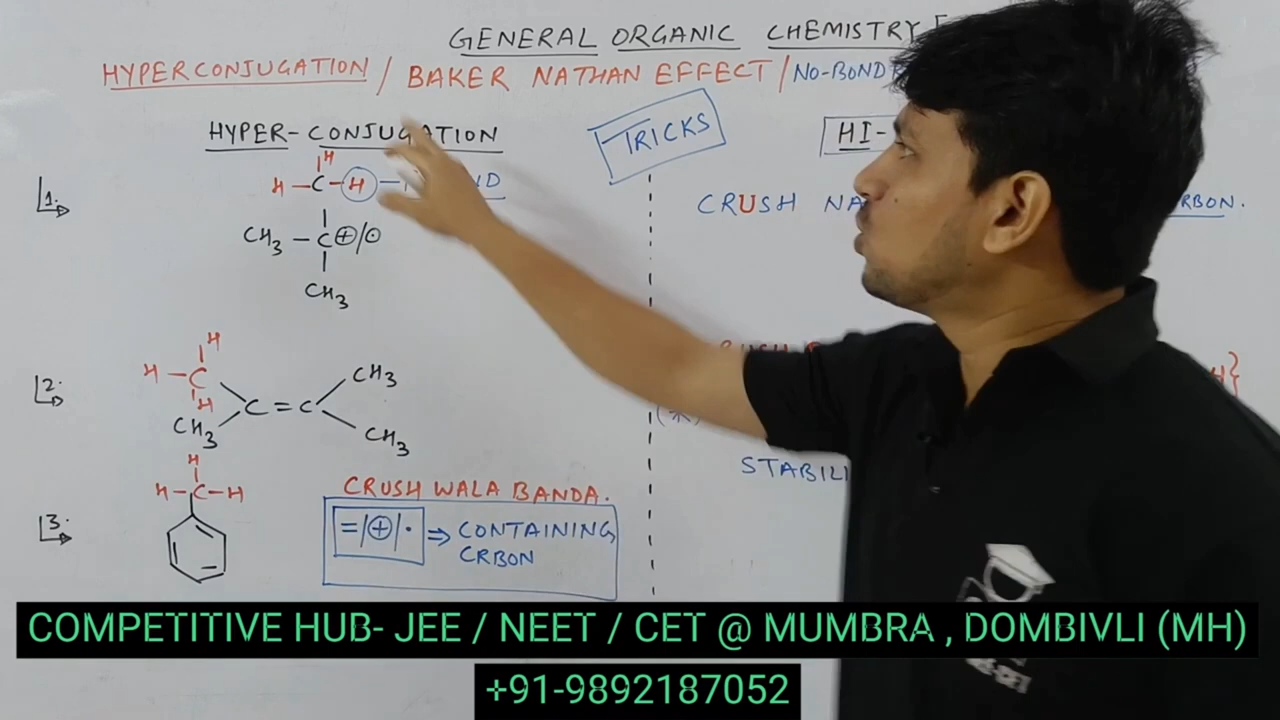 GENERAL ORGANIC CHEMISTRY
HYPERCONJUGATION / BAKER NATHAN EFFECT / NO-BOND
HYPER-CONJUGATION
TRICKS
HI-
1.
H
H – C – H –
CH3 – C ⊕/⊙
CH3
CRUSH
2.
H
H – C
H
CH3
C = C
CH3
CH3
STABILI
3.
H
H – C – H
CRUSH WALA BANDA.
= | ⊕ | · ⇒ CONTAINING
CRBON
COMPETITIVE HUB- JEE / NEET / CET @ MUMBRA , DOMBIVLI (MH)
+91-9892187052